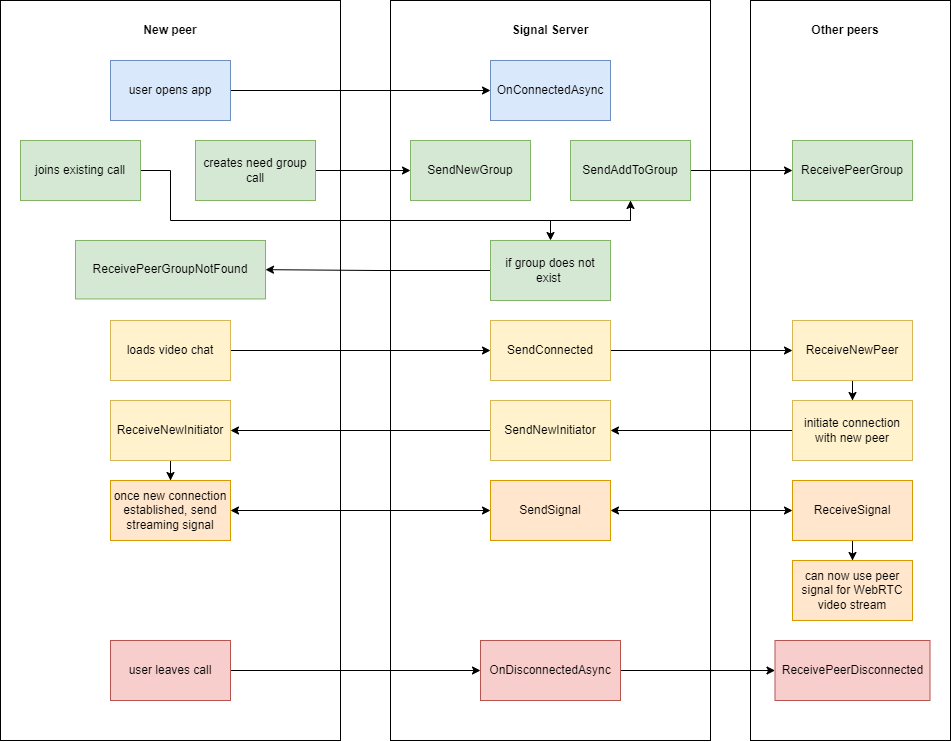 New peer
Signal Server
Other peers
user opens app
OnConnectedAsync
joins existing call
creates need group
call
SendNewGroup
SendAddToGroup
ReceivePeerGroup
ReceivePeerGroupNotFound
if group does not
exist
loads video chat
SendConnected
ReceiveNewPeer
ReceiveNewInitiator
SendNewInitiator
initiate connection
with new peer
once new connection
established, send
streaming signal
SendSignal
ReceiveSignal
can now use peer
signal for WebRTC
video stream
user leaves call
OnDisconnectedAsync
ReceivePeerDisconnected